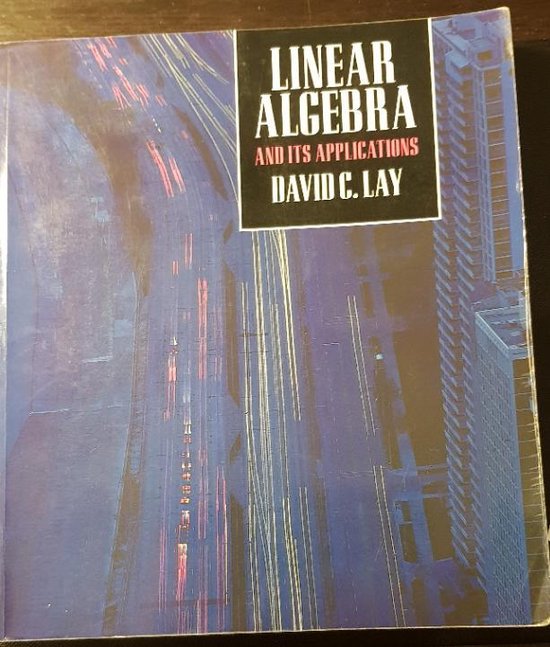 LINEAR
ALGEBRA
AND ITS APPLICATIONS
DAVID C. LAY